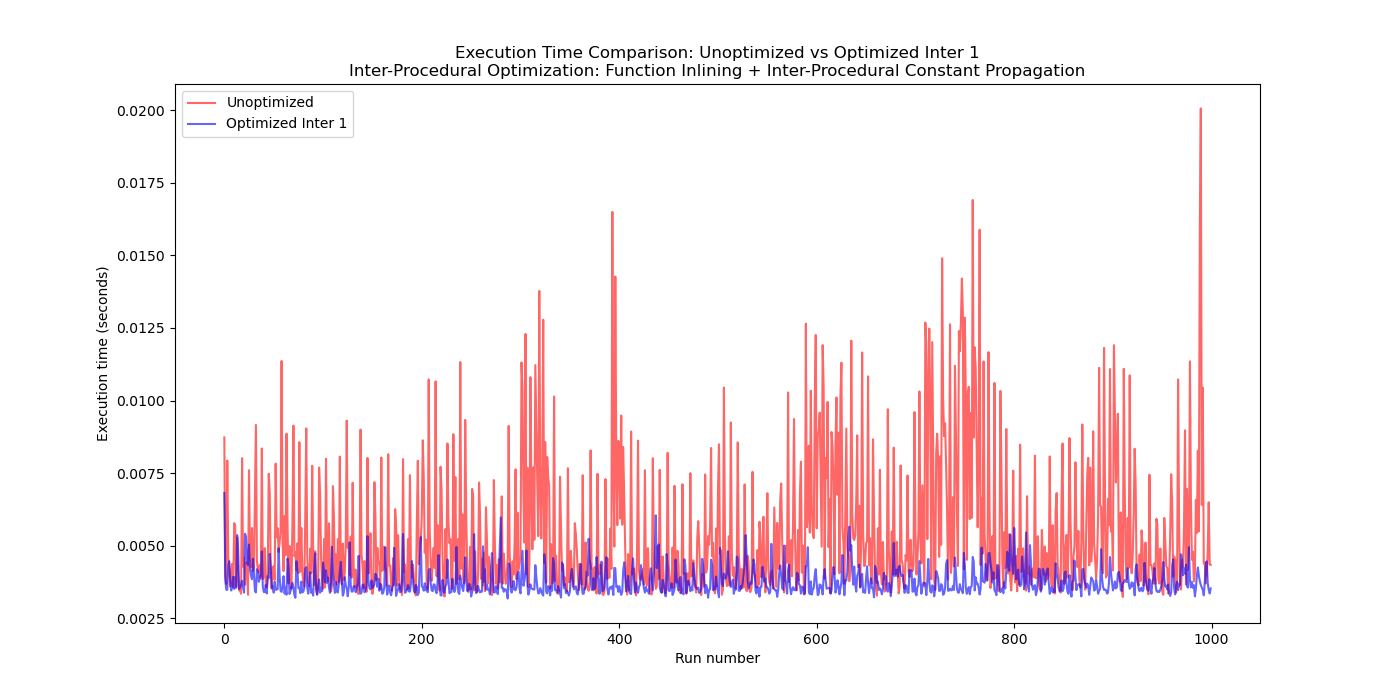 Execution Time Comparison: Unoptimized vs Optimized Inter 1
Inter-Procedural Optimization: Function Inlining + Inter-Procedural Constant Propagation
Unoptimized
Optimized Inter 1
0.0200
0.0175
0.0150
0.0125
0.0100
0.0075
0.0050
0.0025
Execution time (seconds)
0
200
400
600
800
1000
Run number